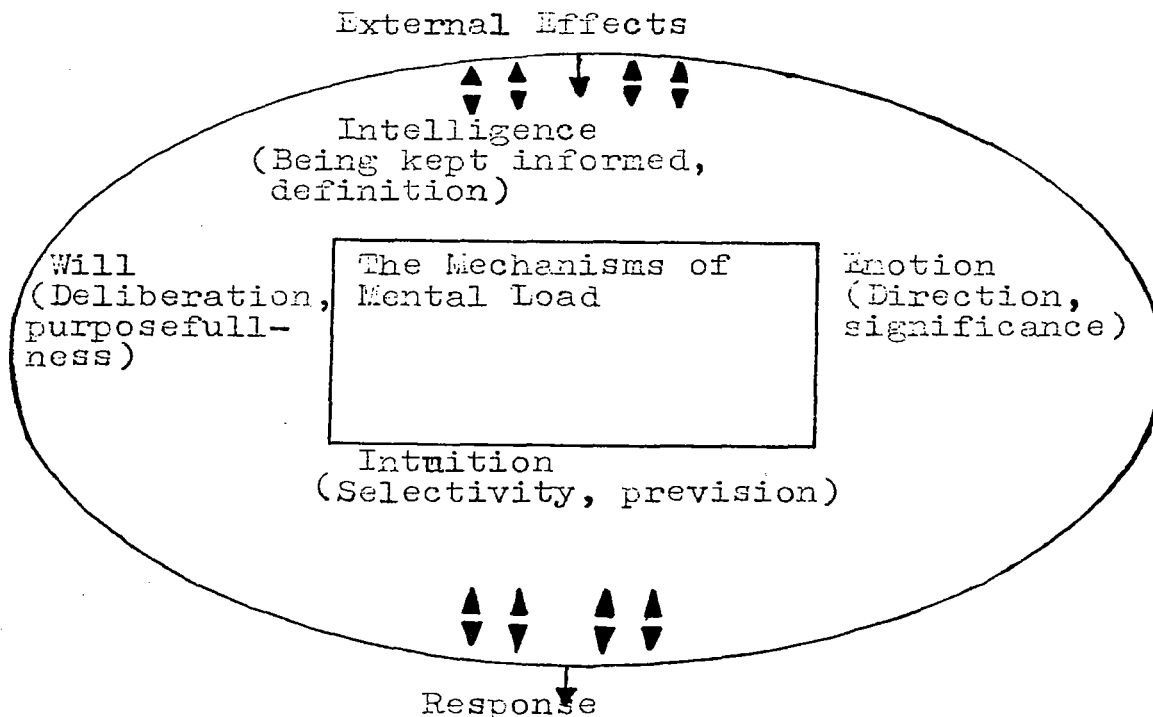 External Effects
Intelligence
(Being kept informed,
definition)
Will
(Deliberation,
purposefull-
ness)
The Mechanisms of
Mental Load
Emotion
(Direction,
significance)
Intuition
(Selectivity, prevision)
Response